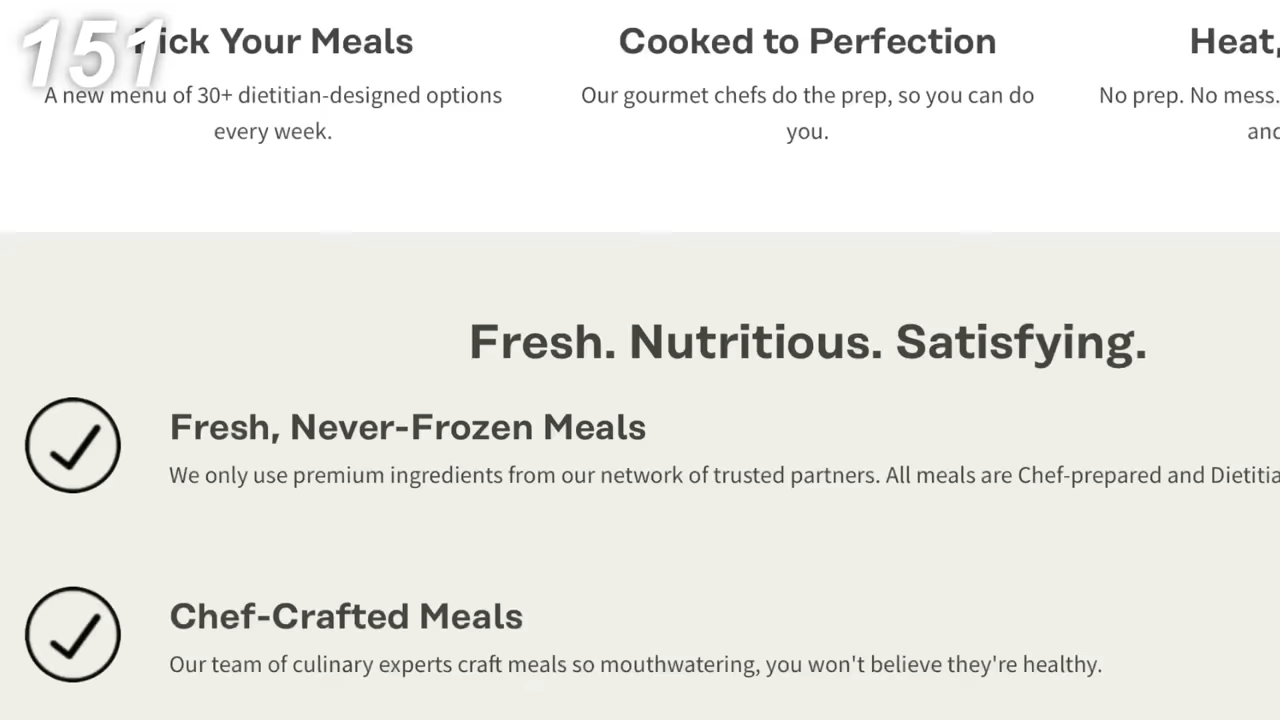 151
Pick Your Meals
A new menu of 30+ dietitian-designed options
every week.
Cooked to Perfection
Our gourmet chefs do the prep, so you can do
you.
Heat,
No prep. No mess.
and
Fresh. Nutritious. Satisfying.
Fresh, Never-Frozen Meals
We only use premium ingredients from our network of trusted partners. All meals are Chef-prepared and Dietitia
Chef-Crafted Meals
Our team of culinary experts craft meals so mouthwatering, you won't believe they're healthy.